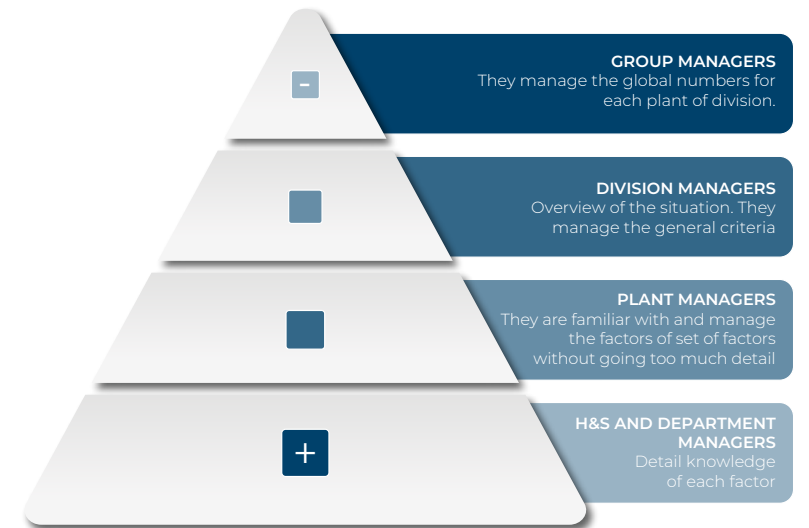 -
GROUP MANAGERS
They manage the global numbers for
each plant of division.
DIVISION MANAGERS
Overview of the situation. They
manage the general criteria
PLANT MANAGERS
They are familiar with and manage
the factors of set of factors
without going too much detail
+
H&S AND DEPARTMENT
MANAGERS
Detail knowledge
of each factor